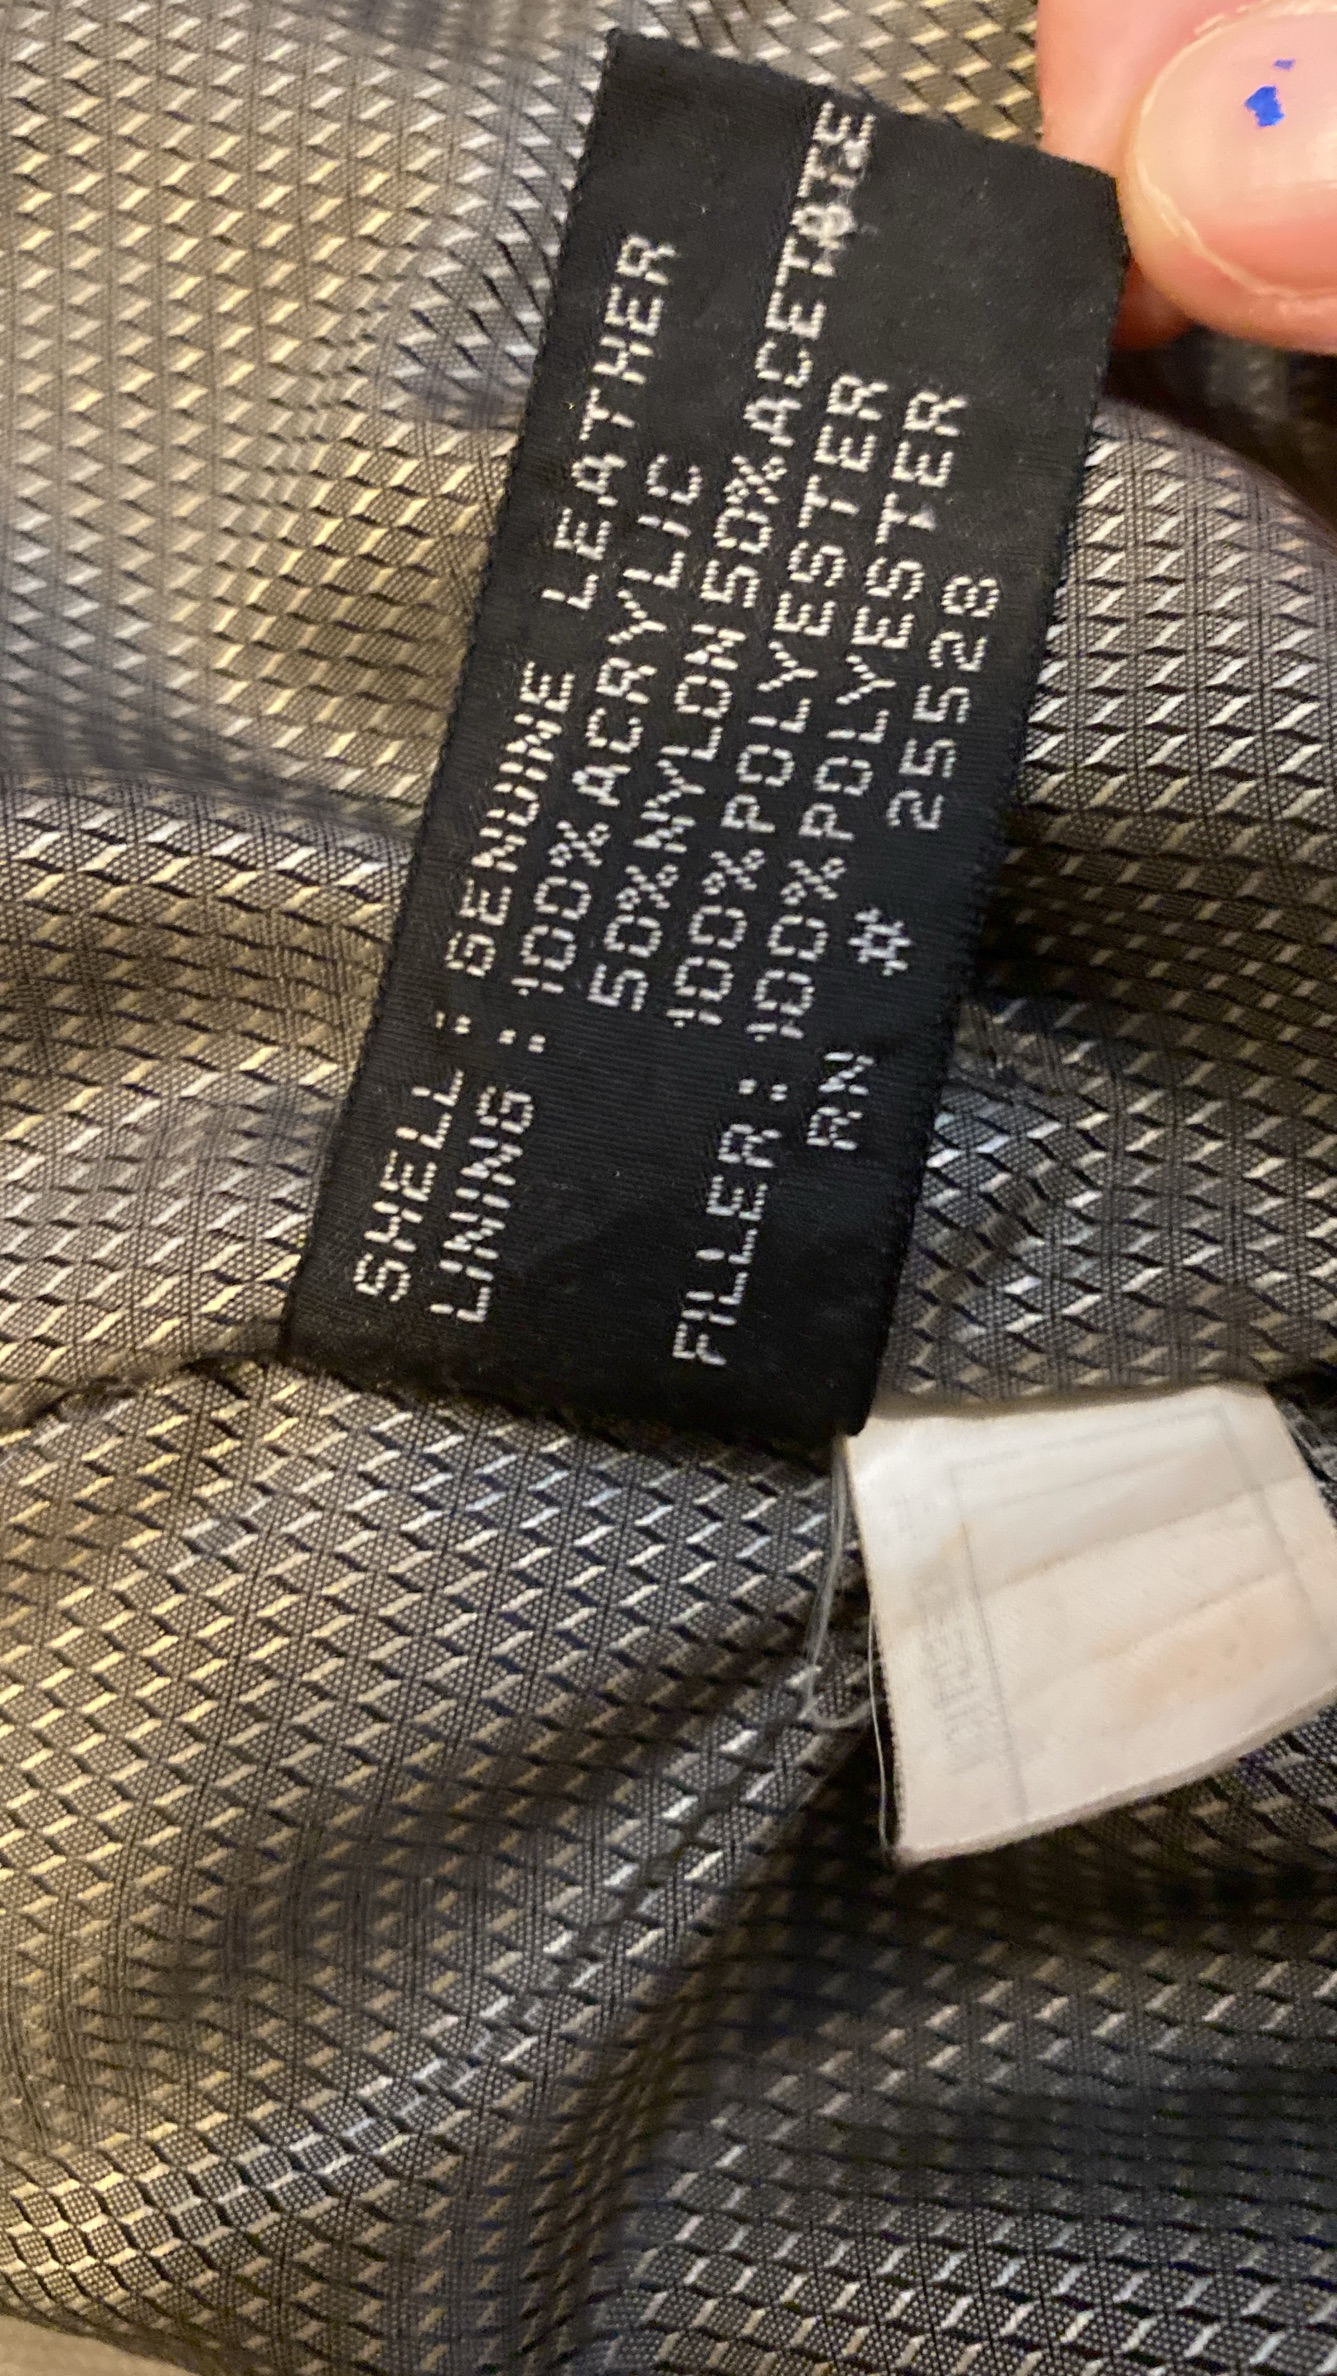 SHELL : GENUINE LEATHER
LINING : 100% ACRYLIC
50% NYLON 50% ACETATE
100% POLYESTER
FILLER : 100% POLYESTER
RN # 25528